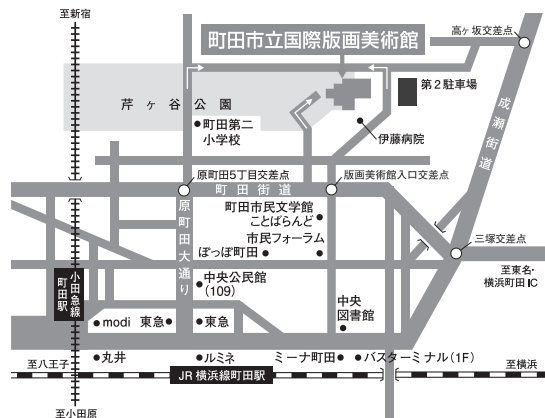 至新宿
高ヶ坂交差点
町田市立国際版画美術館
第2駐車場
芹ヶ谷公園
町田第二
小学校
伊藤病院
成瀬街道
原町田5丁目交差点
版画美術館入口交差点
町田街道
町田市民文学館
ことばらんど
原町田大通り
市民フォーラム
ぽっぽ町田
三塚交差点
至東名・
横浜町田IC
小田急線
町田駅
中央公民館
(109)
中央
図書館
modi
東急
東急
至八王子
丸井
ルミネ
ミーナ町田
バスターミナル(1F)
至横浜
JR横浜線町田駅
至小田原